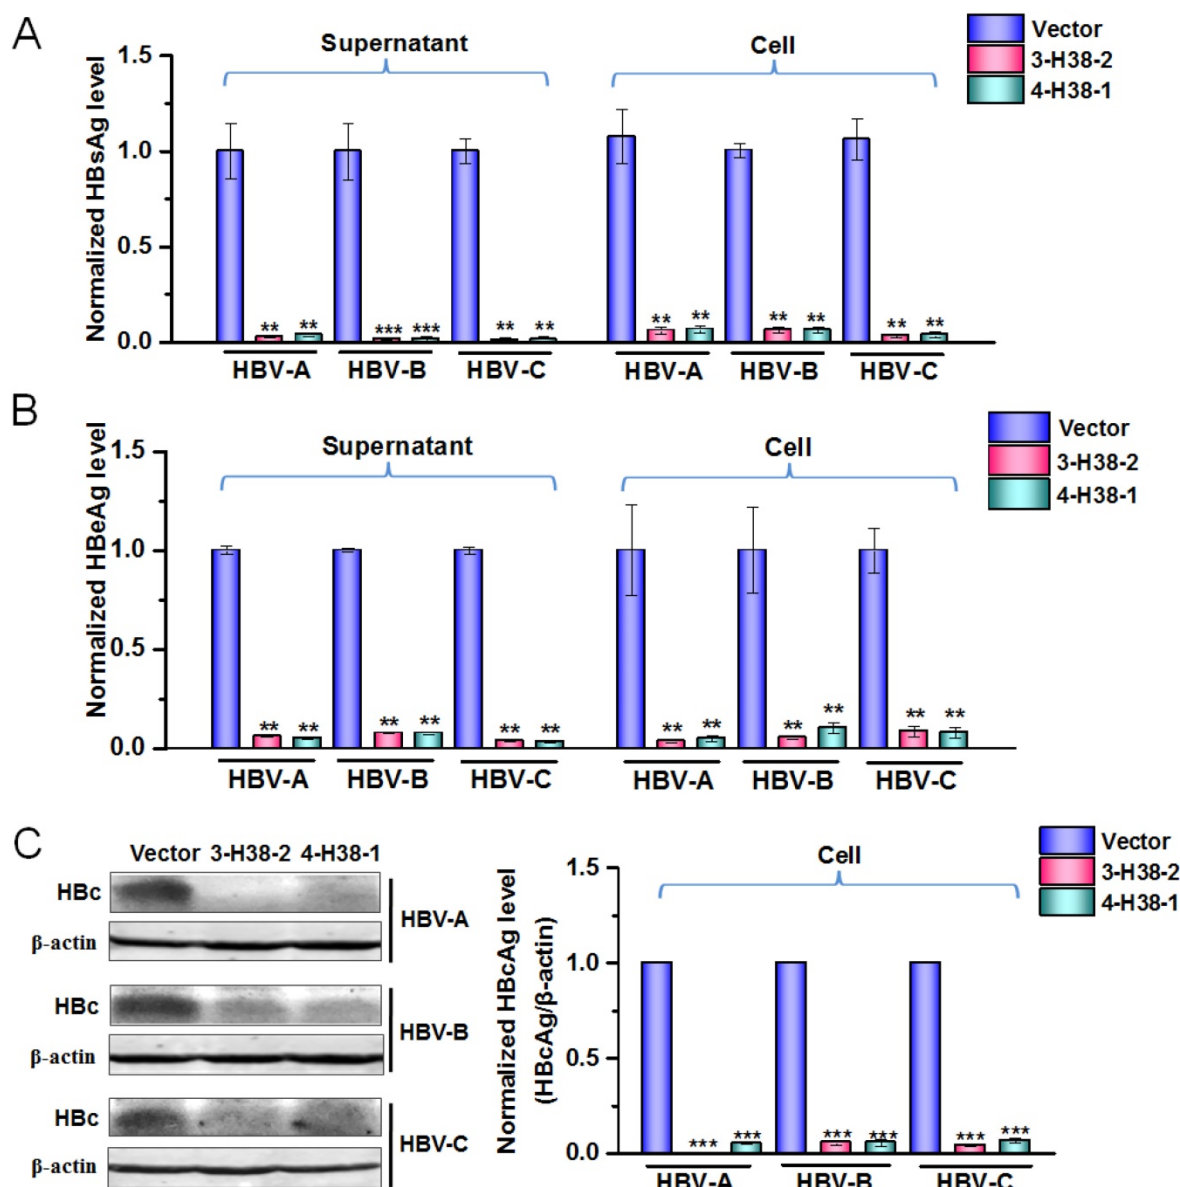 A
Supernatant
Cell
Vector
3-H38-2
4-H38-1
Normalized HBsAg level
1.5
1.0
0.5
0.0
** ** *** *** ** ** ** ** ** ** ** **
HBV-A HBV-B HBV-C HBV-A HBV-B HBV-C
B
Supernatant
Cell
Vector
3-H38-2
4-H38-1
Normalized HBeAg level
1.5
1.0
0.5
0.0
** ** ** ** ** ** ** ** ** ** ** **
HBV-A HBV-B HBV-C HBV-A HBV-B HBV-C
C
Vector 3-H38-2 4-H38-1
HBc
β-actin
HBV-A
HBc
β-actin
HBV-B
HBc
β-actin
HBV-C
Cell
Vector
3-H38-2
4-H38-1
Normalized HBcAg level
(HBcAg/β-actin)
1.5
1.0
0.5
0.0
*** *** *** *** *** ***
HBV-A HBV-B HBV-C